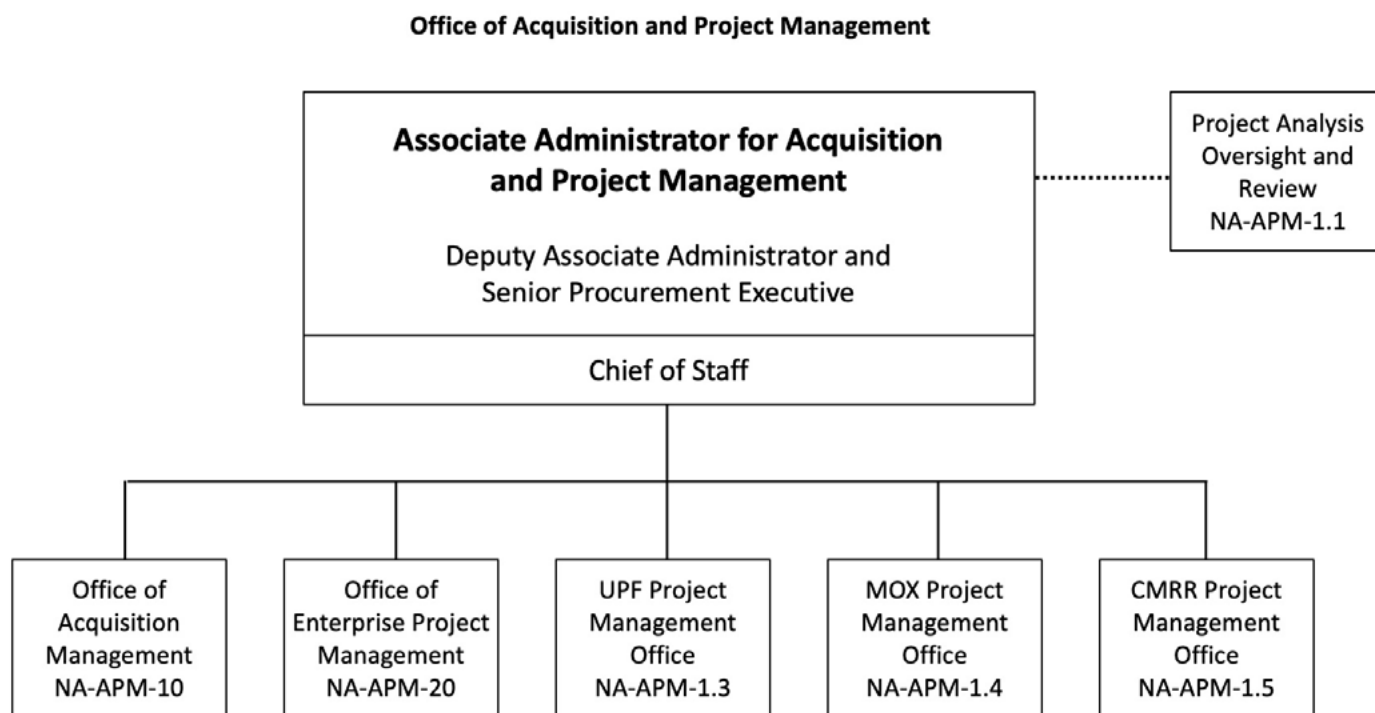 Office of Acquisition and Project Management
Associate Administrator for Acquisition
and Project Management
Deputy Associate Administrator and
Senior Procurement Executive
Chief of Staff
Project Analysis
Oversight and
Review
NA-APM-1.1
Office of
Acquisition
Management
NA-APM-10
Office of
Enterprise Project
Management
NA-APM-20
UPF Project
Management
Office
NA-APM-1.3
MOX Project
Management
Office
NA-APM-1.4
CMRR Project
Management
Office
NA-APM-1.5